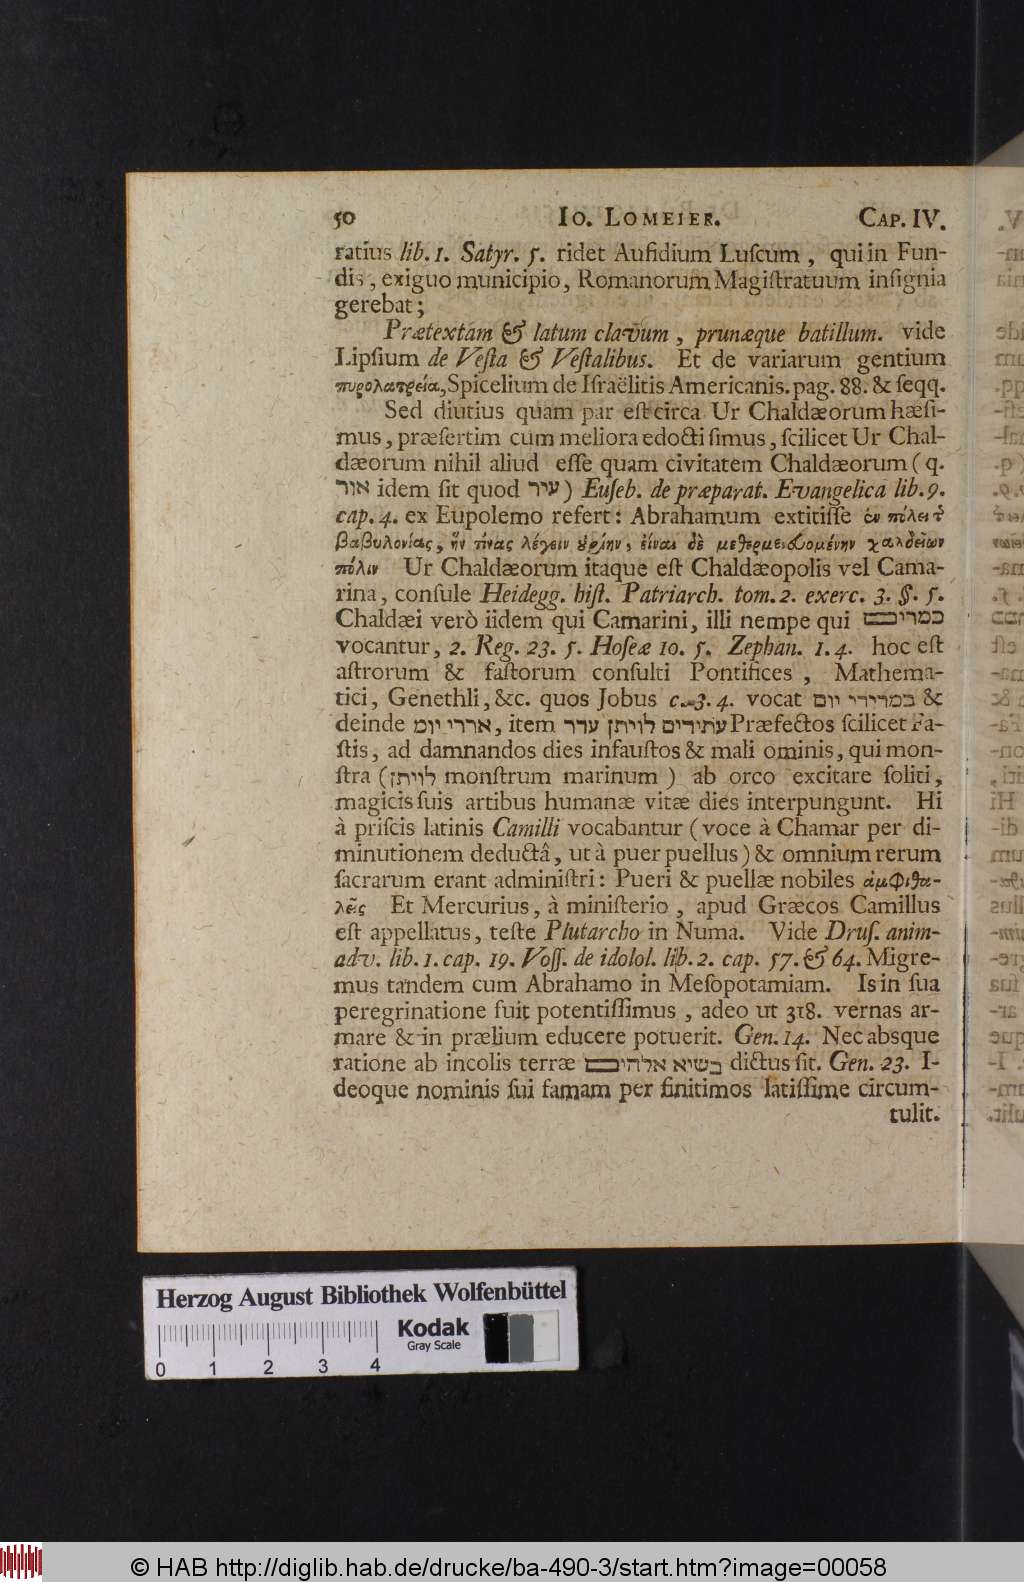 50 IO. LOMEIER. CAP. IV.
ratius lib. 1. Satyr. 5. ridet Aufidium Luſcum, qui in Fun-
dis, exiguo municipio, Romanorum Magiſtratuum inſignia
gerebat;
Prætextam & latum clavum, prunæque batillum. vide
Lipſium de Veſta & Veſtalibus. Et de variarum gentium
πυρολατρεία, Spicelium de Iſraëlitis Americanis. pag. 88. & ſeqq.
Sed diutius quam par eſt circa Ur Chaldæorum hæſi-
mus, præſertim cum meliora edocti ſimus, ſcilicet Ur Chal-
dæorum nihil aliud eſſe quam civitatem Chaldæorum (q.
אור idem ſit quod עיר) Euſeb. de præparat. Evangelica lib. 9.
cap. 4. ex Eupolemo refert: Abrahamum extitiſſe ἐν πόλει τ͂
βαβυλονίας, ἥν τίνας λέγειν ȣ̓ρίην, εἶναι δὲ μεθερμειδομένην χαλδείων
πόλιν Ur Chaldæorum itaque eſt Chaldæopolis vel Cama-
rina, conſule Heidegg. hiſt. Patriarch. tom. 2. exerc. 3. §. 5.
Chaldæi verò iidem qui Camarini, illi nempe qui כמרים
vocantur, 2. Reg. 23. 5. Hoſeæ 10. 5. Zephan. 1. 4. hoc eſt
aſtrorum & faſtorum conſulti Pontifices, Mathema-
tici, Genethli, &c. quos Jobus c. 3. 4. vocat כמרירי יום &
deinde אררי יומ, item עתורים לויתן עדר Præfectos ſcilicet Fa-
ſtis, ad damnandos dies infauſtos & mali ominis, qui mon-
ſtra (לויתן monſtrum marinum) ab orco excitare ſoliti,
magicis ſuis artibus humanæ vitæ dies interpungunt. Hi
à priſcis latinis Camilli vocabantur (voce à Chamar per di-
minutionem deductâ, ut à puer puellus) & omnium rerum
ſacrarum erant adminiſtri: Pueri & puellæ nobiles ἀμφιθα-
λεῖς Et Mercurius, à miniſterio, apud Græcos Camillus
eſt appellatus, teſte Plutarcho in Numa. Vide Druſ. anim-
adv. lib. 1. cap. 19. Voſſ. de idolol. lib. 2. cap. 57. & 64. Migre-
mus tandem cum Abrahamo in Meſopotamiam. Is in ſua
peregrinatione fuit potentiſſimus, adeo ut 318. vernas ar-
mare & in prælium educere potuerit. Gen. 14. Nec absque
ratione ab incolis terræ בשיא אלהים dictus ſit. Gen. 23. I-
deoque nominis ſui famam per finitimos latiſſime circum-
tulit.
Herzog August Bibliothek Wolfenbüttel
Kodak
Gray Scale
0 1 2 3 4
© HAB http://diglib.hab.de/drucke/ba-490-3/start.htm?image=00058